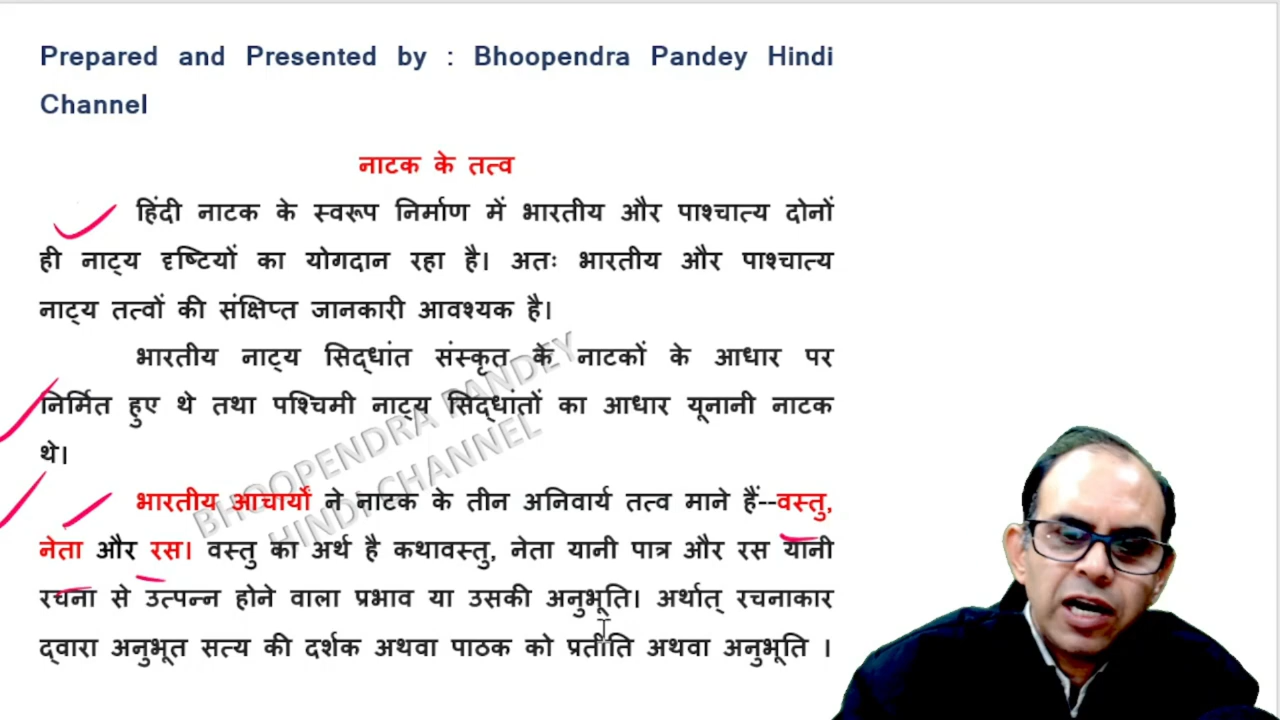 Prepared and Presented by : Bhoopendra Pandey Hindi
Channel
नाटक के तत्व
हिंदी नाटक के स्वरूप निर्माण में भारतीय और पाश्चात्य दोनों
ही नाट्य दृष्टियों का योगदान रहा है। अतः भारतीय और पाश्चात्य
नाट्य तत्वों की संक्षिप्त जानकारी आवश्यक है।
भारतीय नाट्य सिद्धांत संस्कृत के नाटकों के आधार पर
निर्मित हुए थे तथा पश्चिमी नाट्य सिद्धांतों का आधार यूनानी नाटक
थे।
भारतीय आचार्यों ने नाटक के तीन अनिवार्य तत्व माने हैं--वस्तु,
नेता और रस। वस्तु का अर्थ है कथावस्तु, नेता यानी पात्र और रस यानी
रचना से उत्पन्न होने वाला प्रभाव या उसकी अनुभूति। अर्थात् रचनाकार
द्वारा अनुभूत सत्य की दर्शक अथवा पाठक को प्रतीति अथवा अनुभूति ।
BHOOPENDRA PANDEY
HINDI CHANNEL